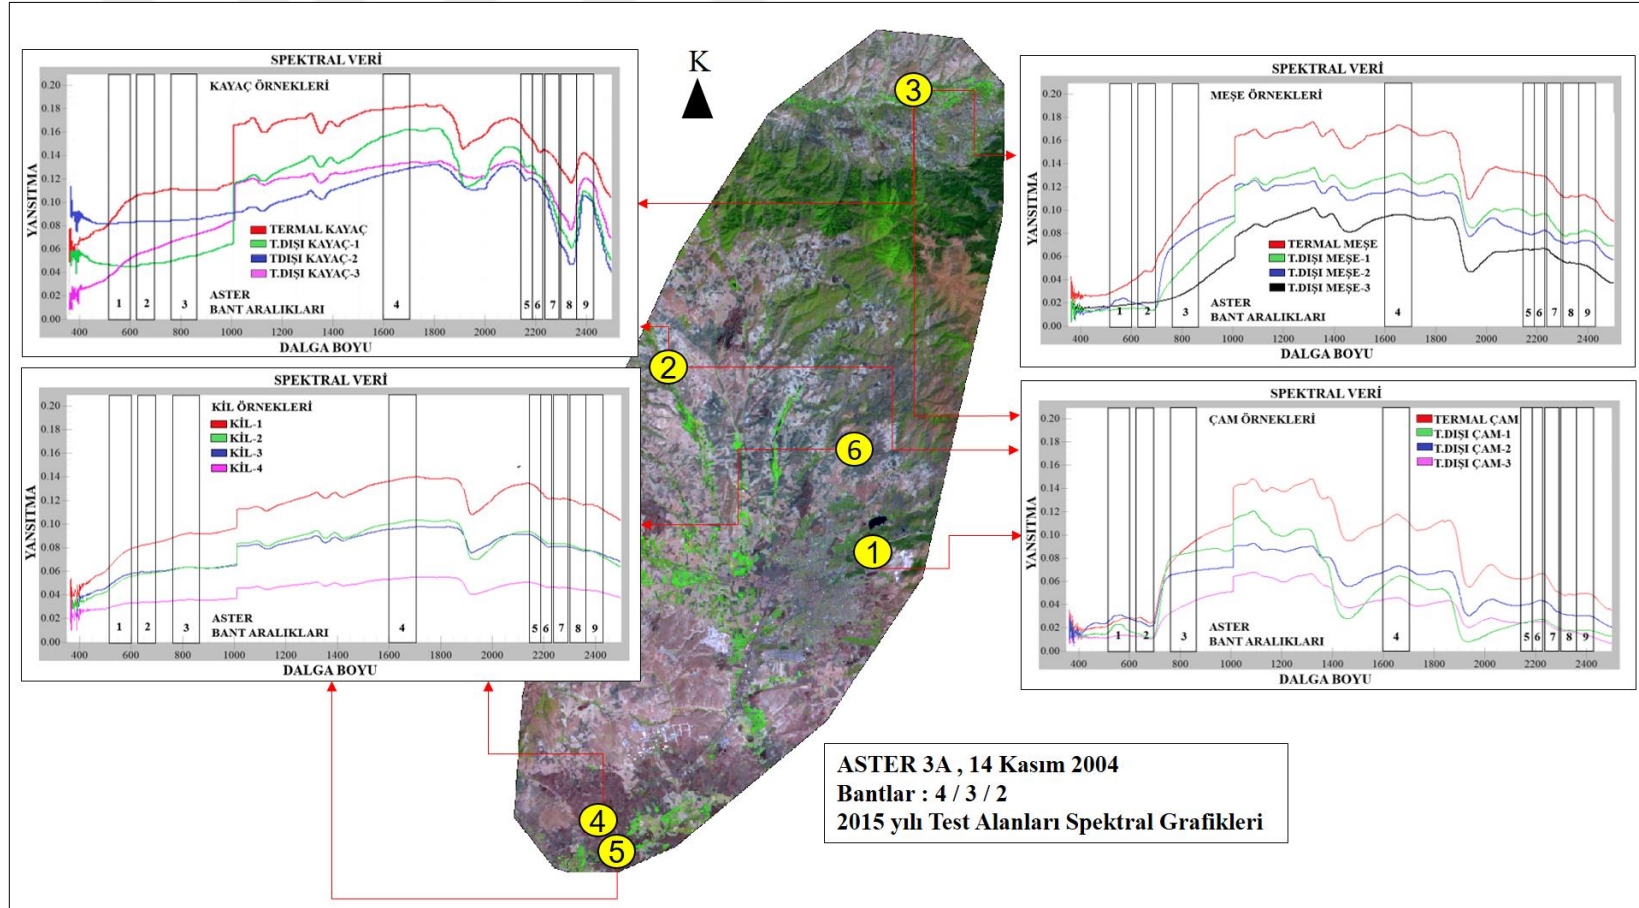 SPEKTRAL VERİ
KAYAÇ ÖRNEKLERİ
YANSITMA
0.20
0.18
0.16
0.14
0.12
0.10
0.08
0.06
0.04
0.02
0.00
TERMAL KAYAÇ
T.DIŞI KAYAÇ-1
TDIŞI KAYAÇ-2
T.DIŞI KAYAÇ-3
ASTER
BANT ARALIKLARI
1 2 3 4 5 6 7 8 9
400 600 800 1000 1200 1400 1600 1800 2000 2200 2400
DALGA BOYU
SPEKTRAL VERİ
KİL ÖRNEKLERİ
KİL-1
KİL-2
KİL-3
KİL-4
YANSITMA
0.20
0.18
0.16
0.14
0.12
0.10
0.08
0.06
0.04
0.02
0.00
ASTER
BANT ARALIKLARI
1 2 3 4 5 6 7 8 9
400 600 800 1000 1200 1400 1600 1800 2000 2200 2400
DALGA BOYU
K
3
2
6
1
4
5
SPEKTRAL VERİ
MEŞE ÖRNEKLERİ
YANSITMA
0.20
0.18
0.16
0.14
0.12
0.10
0.08
0.06
0.04
0.02
0.00
TERMAL MEŞE
T.DIŞI MEŞE-1
T.DIŞI MEŞE-2
T.DIŞI MEŞE-3
ASTER
BANT ARALIKLARI
1 2 3 4 5 6 7 8 9
400 600 800 1000 1200 1400 1600 1800 2000 2200 2400
DALGA BOYU
SPEKTRAL VERİ
ÇAM ÖRNEKLERİ
TERMAL ÇAM
T.DIŞI ÇAM-1
T.DIŞI ÇAM-2
T.DIŞI ÇAM-3
YANSITMA
0.20
0.18
0.16
0.14
0.12
0.10
0.08
0.06
0.04
0.02
0.00
ASTER
BANT ARALIKLARI
1 2 3 4 5 6 7 8 9
400 600 800 1000 1200 1400 1600 1800 2000 2200 2400
DALGA BOYU
ASTER 3A , 14 Kasım 2004
Bantlar : 4 / 3 / 2
2015 yılı Test Alanları Spektral Grafikleri